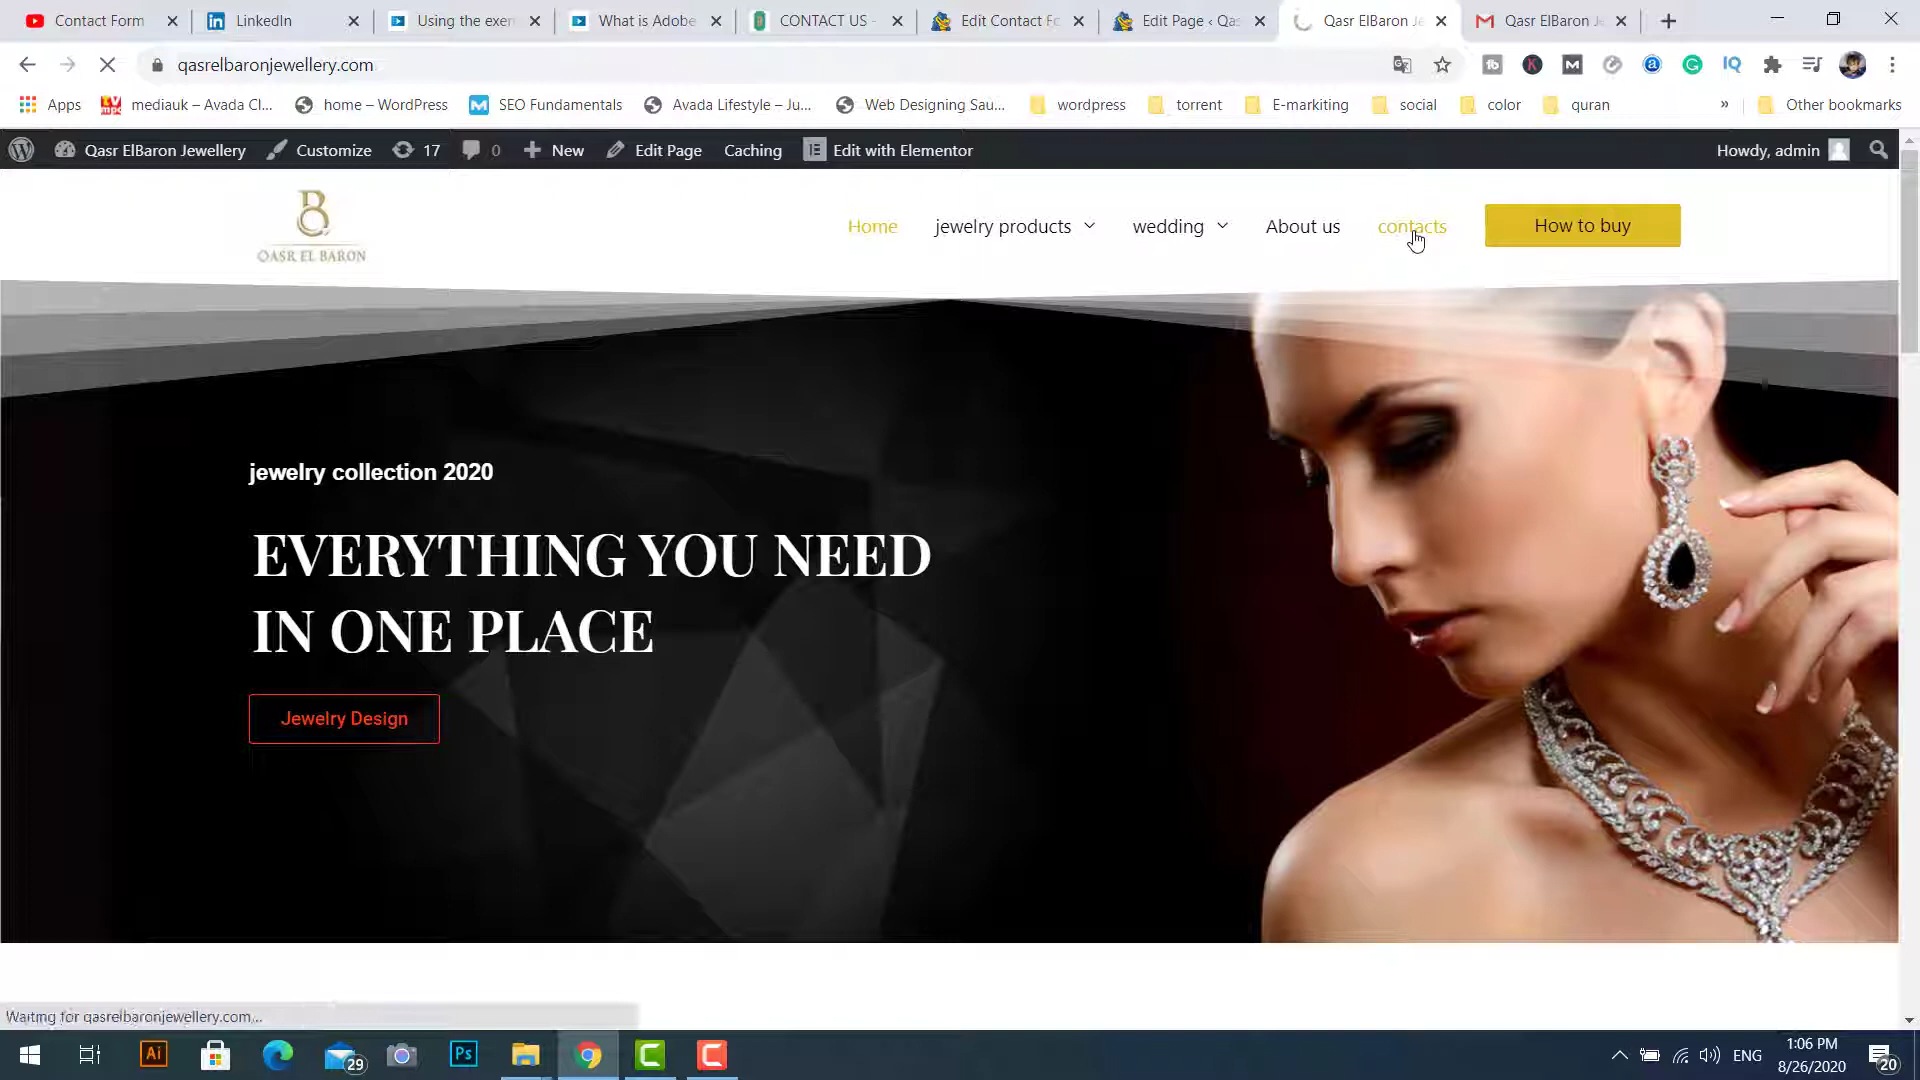 Contact Form
LinkedIn
Using the exer
What is Adobe
CONTACT US -
Edit Contact Fo
Edit Page ‹ Qas
Qasr ElBaron Je
Qasr ElBaron J
qasrelbaronjewellery.com
Apps
mediauk – Avada Cl...
home – WordPress
SEO Fundamentals
Avada Lifestyle – Ju...
Web Designing Sau...
wordpress
torrent
E-markiting
social
color
quran
»
Other bookmarks
Qasr ElBaron Jewellery
Customize
17
0
New
Edit Page
Caching
Edit with Elementor
Howdy, admin
QASR EL BARON
Home
jewelry products
wedding
About us
contacts
How to buy
jewelry collection 2020
EVERYTHING YOU NEED
IN ONE PLACE
Jewelry Design
Waiting for qasrelbaronjewellery.com...
Ai
29
Ps
ENG
1:06 PM
8/26/2020
20